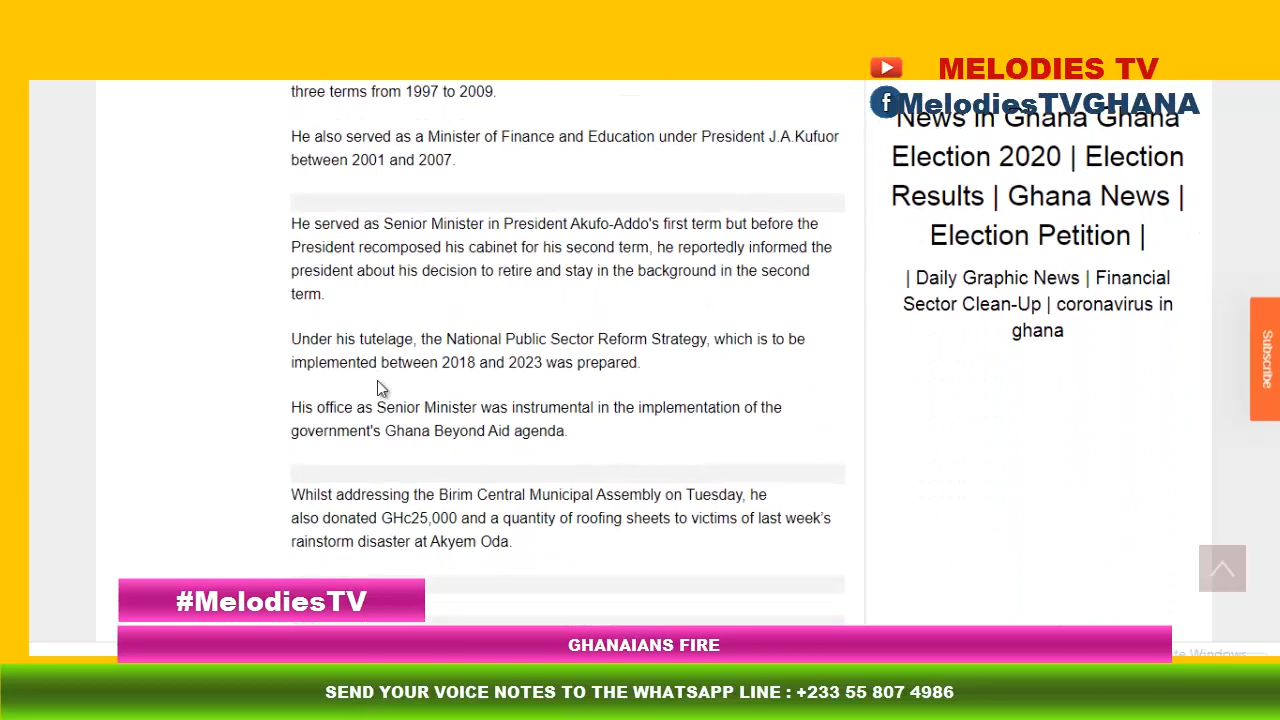 MELODIES TV
MelodiesTVGHANA
three terms from 1997 to 2009.
He also served as a Minister of Finance and Education under President J.A.Kufuor
between 2001 and 2007.
He served as Senior Minister in President Akufo-Addo's first term but before the
President recomposed his cabinet for his second term, he reportedly informed the
president about his decision to retire and stay in the background in the second
term.
Under his tutelage, the National Public Sector Reform Strategy, which is to be
implemented between 2018 and 2023 was prepared.
His office as Senior Minister was instrumental in the implementation of the
government's Ghana Beyond Aid agenda.
Whilst addressing the Birim Central Municipal Assembly on Tuesday, he
also donated GHc25,000 and a quantity of roofing sheets to victims of last week’s
rainstorm disaster at Akyem Oda.
News in Ghana Ghana
Election 2020 | Election
Results | Ghana News |
Election Petition |
| Daily Graphic News | Financial
Sector Clean-Up | coronavirus in
ghana
Subscribe
#MelodiesTV
GHANAIANS FIRE
Windows
SEND YOUR VOICE NOTES TO THE WHATSAPP LINE : +233 55 807 4986